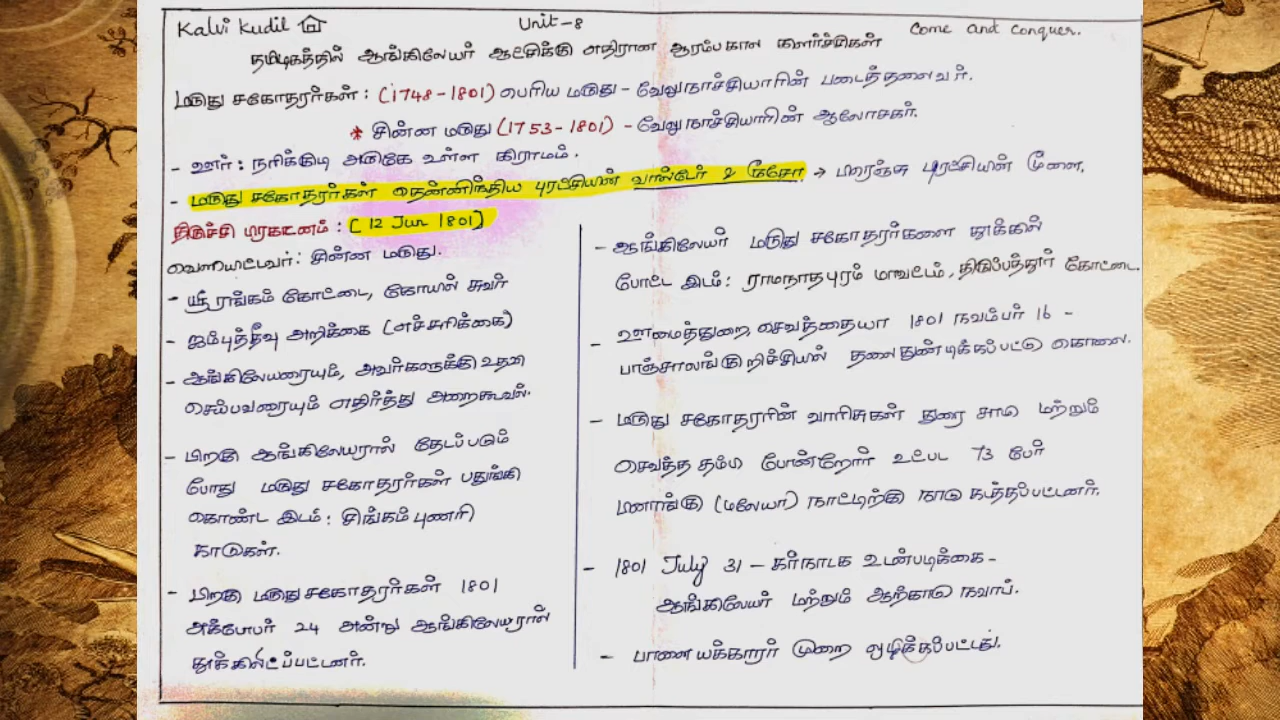 Kalvi Kudil
Unit-8
Come and conquer.
தமிழகத்தில் ஆங்கிலேயர் ஆட்சிக்கு எதிரான ஆரம்பகால கிளர்ச்சிகள்
மருது சகோதரர்கள் : (1748-1801) பெரிய மருது - வேலுநாச்சியாரின் படைத்தலைவர்.
* சின்ன மருது (1753-1801) - வேலுநாச்சியாரின் ஆலோசகர்.
- ஊர் : நரிக்குடி அருகே உள்ள கிராமம்.
- மருது சகோதரர்கள் தென்னிந்திய புரட்சியின் வால்டேர் & ரூசோ → பிரெஞ்சு புரட்சியின் மூளை.
திருச்சி பிரகடனம் : (12 Jun 1801)
வெளியிட்டவர் : சின்ன மருது.
- ஸ்ரீரங்கம் கோட்டை, கோயில் சுவர்
- ஜம்புத்தீவு அறிக்கை (எச்சரிக்கை)
- ஆங்கிலேயரையும், அவர்களுக்கு உதவி
செய்பவரையும் எதிர்த்து அறைகூவல்.
- பிறகு ஆங்கிலேயரால் தேடப்படும்
போது மருது சகோதரர்கள் பதுங்கி
கொண்ட இடம் : சிங்கம்புணரி
காடுகள்.
- பிறகு மருது சகோதரர்கள் 1801
அக்டோபர் 24 அன்று ஆங்கிலேயரால்
தூக்கிலிடப்பட்டனர்.
- ஆங்கிலேயர் மருது சகோதரர்களை தூக்கில்
போட்ட இடம் : ராமநாதபுரம் மாவட்டம், திருப்பத்தூர் கோட்டை.
- ஊமைத்துரை, செவத்தையா 1801 நவம்பர் 16 -
பாஞ்சாலங்குறிச்சியில் தலை துண்டிக்கப்பட்டு கொலை.
- மருது சகோதரரின் வாரிசுகள் துரை சாமி மற்றும்
செவத்த தம்பி போன்றோர் உட்பட 73 பேர்
பினாங்கு (மலேயா) நாட்டிற்கு நாடு கடத்தப்பட்டனர்.
- 1801 July 31 - கர்நாடக உடன்படிக்கை -
ஆங்கிலேயர் மற்றும் ஆற்காடு நவாப்.
- பாளையக்காரர் முறை ஒழிக்கப்பட்டது.